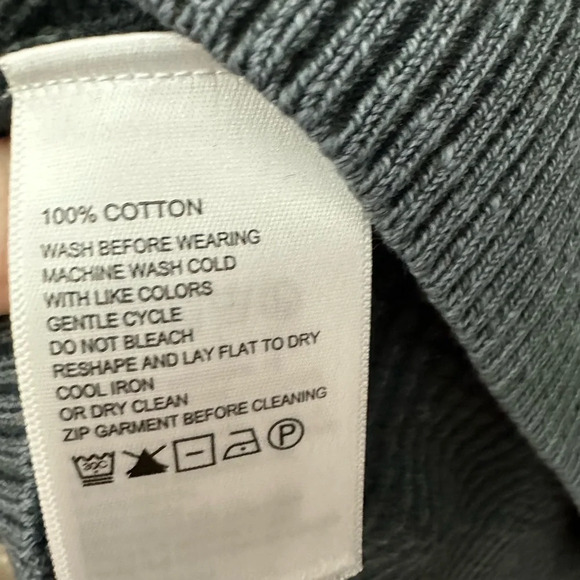 100% COTTON
WASH BEFORE WEARING
MACHINE WASH COLD
WITH LIKE COLORS
GENTLE CYCLE
DO NOT BLEACH
RESHAPE AND LAY FLAT TO DRY
COOL IRON
OR DRY CLEAN
ZIP GARMENT BEFORE CLEANING
30C P